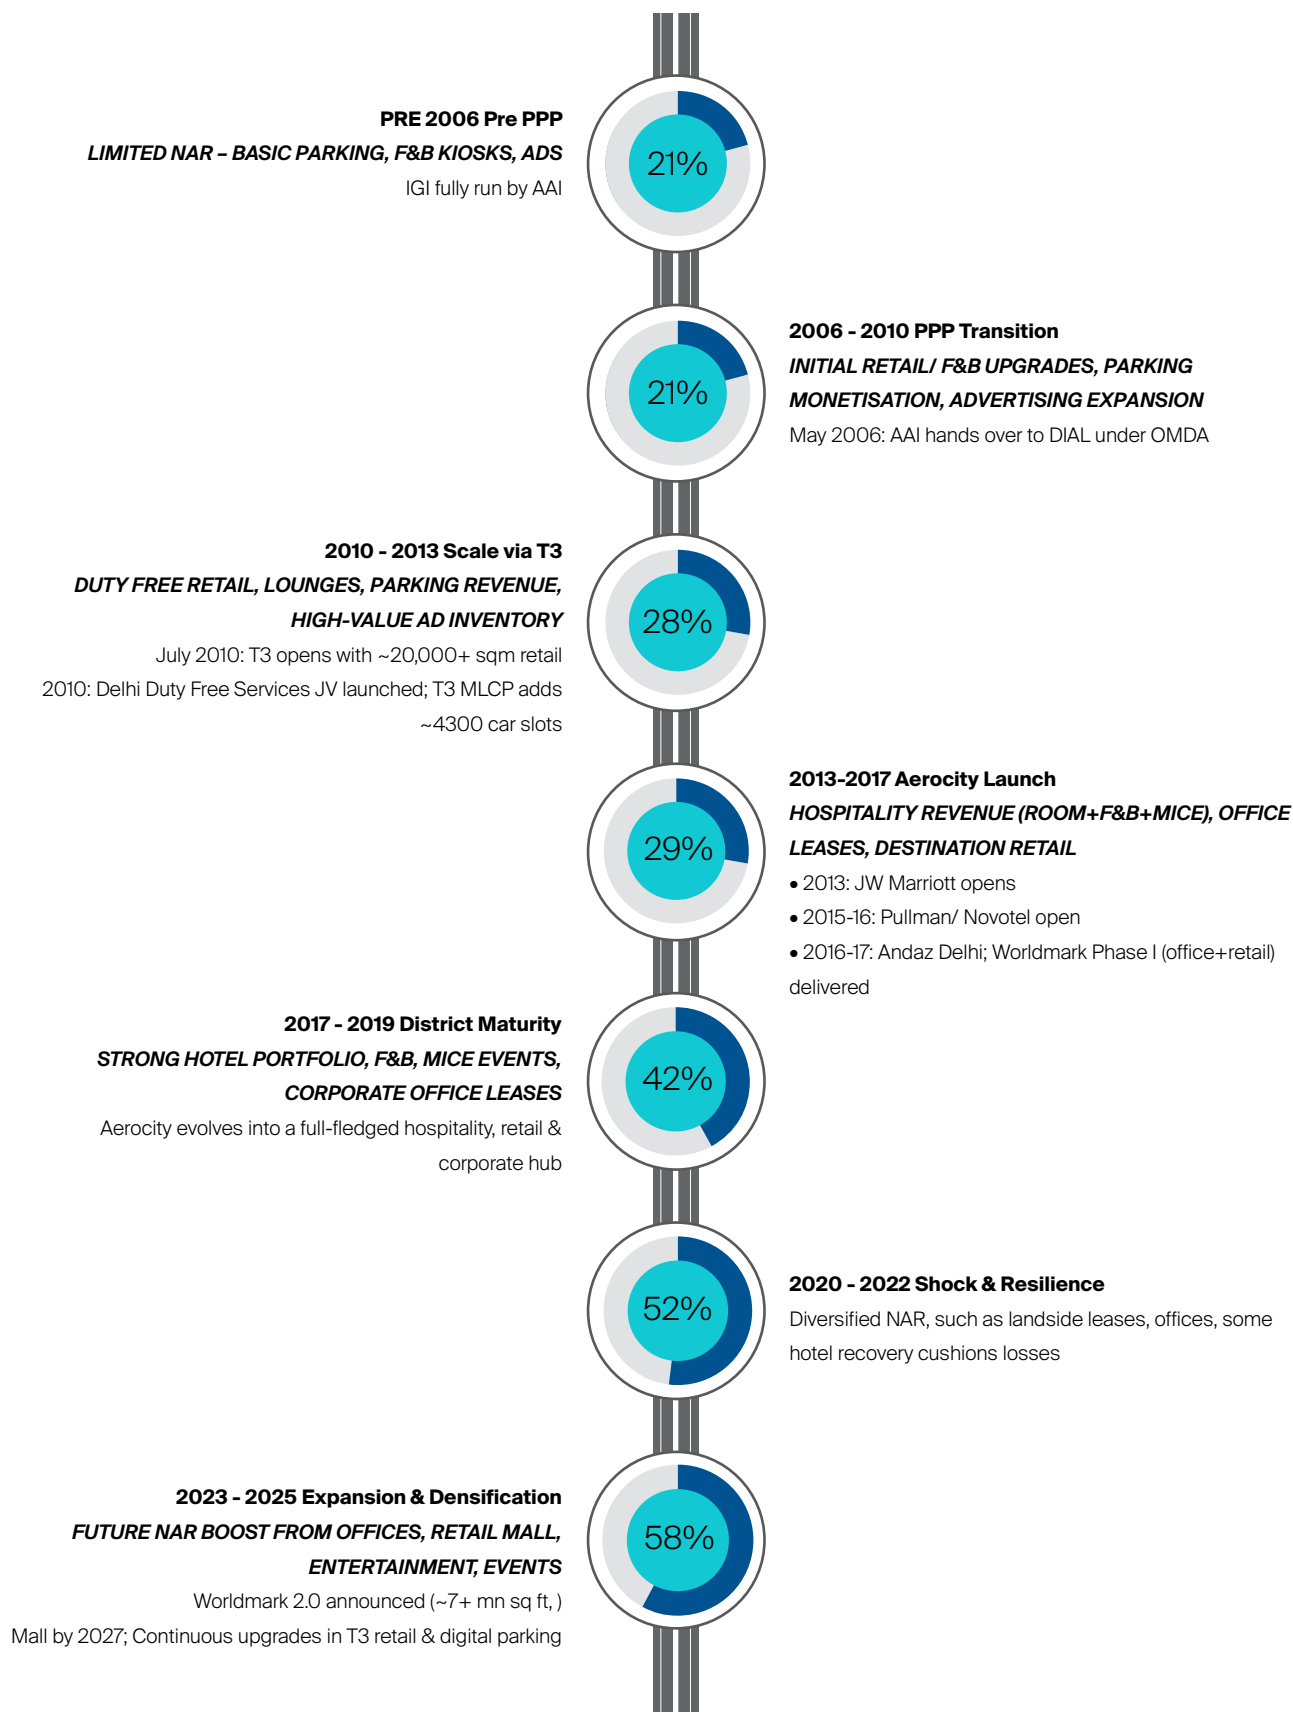 PRE 2006 Pre PPP
LIMITED NAR – BASIC PARKING, F&B KIOSKS, ADS
IGI fully run by AAI
21%
2006 - 2010 PPP Transition
INITIAL RETAIL/ F&B UPGRADES, PARKING
MONETISATION, ADVERTISING EXPANSION
May 2006: AAI hands over to DIAL under OMDA
21%
2010 - 2013 Scale via T3
DUTY FREE RETAIL, LOUNGES, PARKING REVENUE,
HIGH-VALUE AD INVENTORY
July 2010: T3 opens with ~20,000+ sqm retail
2010: Delhi Duty Free Services JV launched; T3 MLCP adds
~4300 car slots
28%
2013-2017 Aerocity Launch
HOSPITALITY REVENUE (ROOM+F&B+MICE), OFFICE
LEASES, DESTINATION RETAIL
• 2013: JW Marriott opens
• 2015-16: Pullman/ Novotel open
• 2016-17: Andaz Delhi; Worldmark Phase I (office+retail)
delivered
29%
2017 - 2019 District Maturity
STRONG HOTEL PORTFOLIO, F&B, MICE EVENTS,
CORPORATE OFFICE LEASES
Aerocity evolves into a full-fledged hospitality, retail &
corporate hub
42%
2020 - 2022 Shock & Resilience
Diversified NAR, such as landside leases, offices, some
hotel recovery cushions losses
52%
2023 - 2025 Expansion & Densification
FUTURE NAR BOOST FROM OFFICES, RETAIL MALL,
ENTERTAINMENT, EVENTS
Worldmark 2.0 announced (~7+ mn sq ft, )
Mall by 2027; Continuous upgrades in T3 retail & digital parking
58%